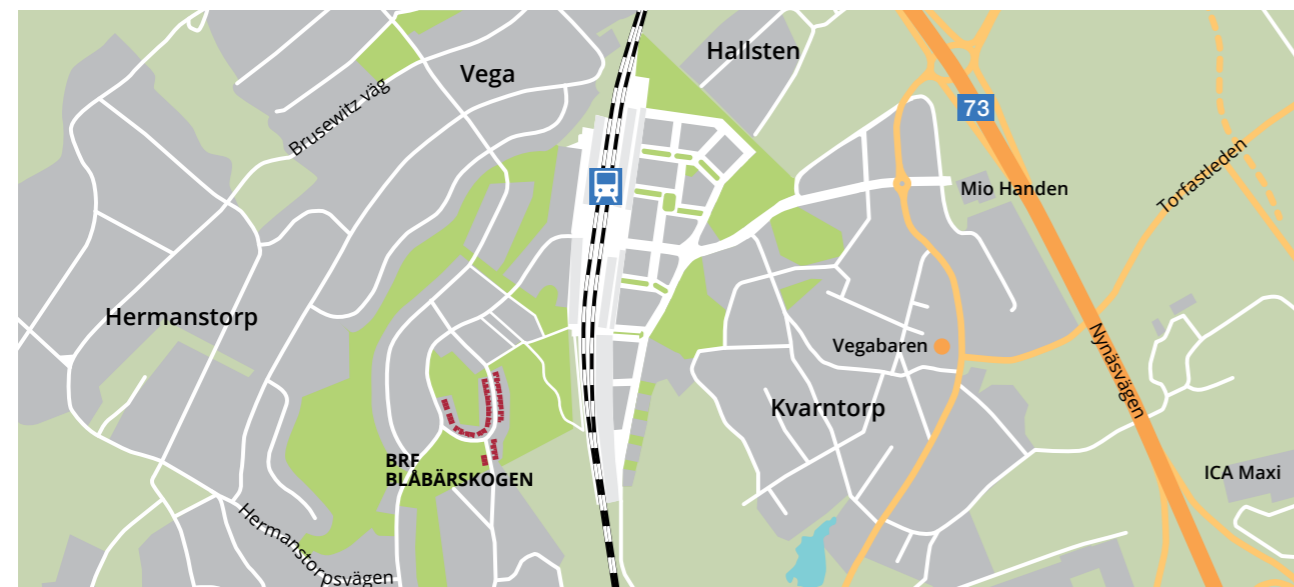 Hallsten
Vega
Brusewitz väg
73
Torfastleden
Mio Handen
Hermanstorp
Vegabaren
Nynäsvägen
Kvarntorp
BRF
BLÅBÄRSKOGEN
ICA Maxi
Hermanstorpsvägen